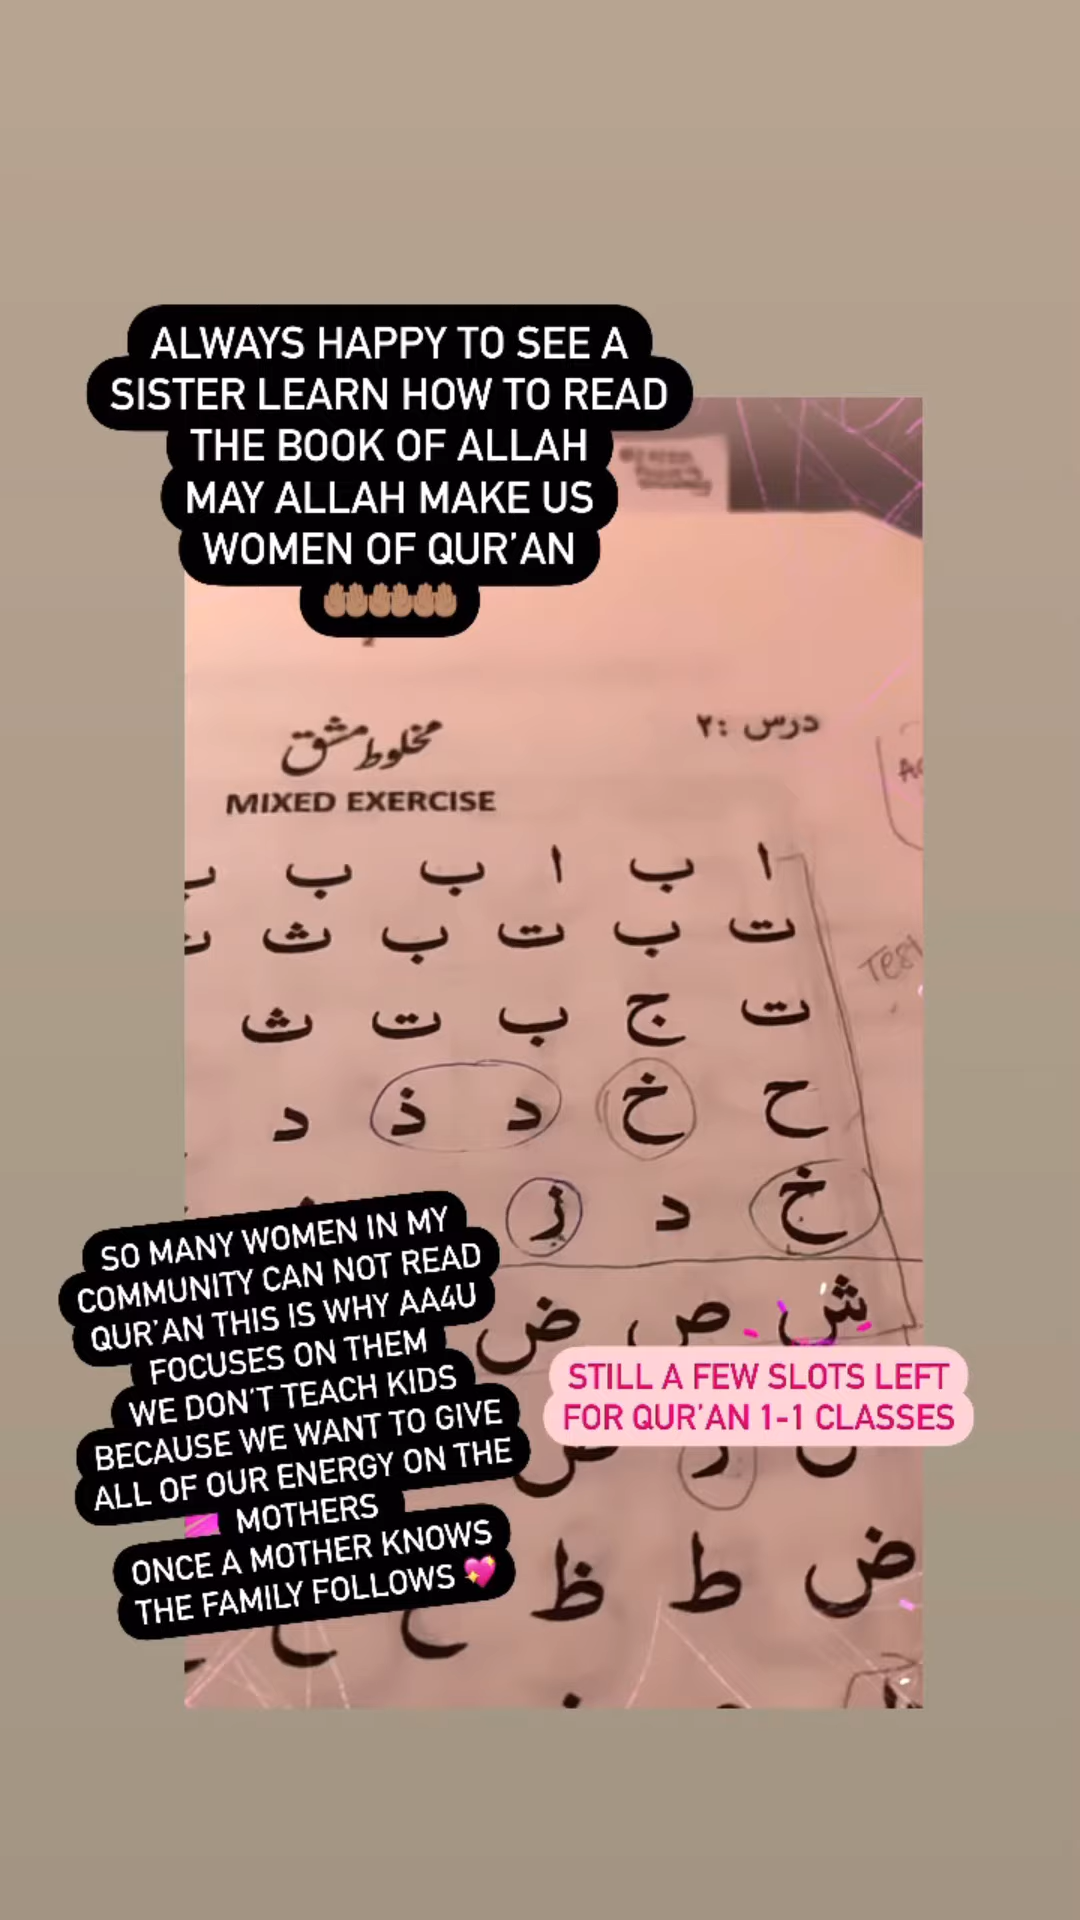 ALWAYS HAPPY TO SEE A
SISTER LEARN HOW TO READ
THE BOOK OF ALLAH
MAY ALLAH MAKE US
WOMEN OF QUR'AN
🤲🏽🤲🏽🤲🏽
درس :٢
مخلوط مشق
MIXED EXERCISE
ا ب ا ب ب ب
ت ب ت ب ث
Test
ت ج ب ت ث
ح خ د ذ د
خ د ز
ش ص ض
SO MANY WOMEN IN MY
COMMUNITY CAN NOT READ
QUR'AN THIS IS WHY AA4U
FOCUSES ON THEM
WE DON'T TEACH KIDS
BECAUSE WE WANT TO GIVE
ALL OF OUR ENERGY ON THE
MOTHERS
ONCE A MOTHER KNOWS
THE FAMILY FOLLOWS 💖
STILL A FEW SLOTS LEFT
FOR QUR'AN 1-1 CLASSES
ض ط ظ